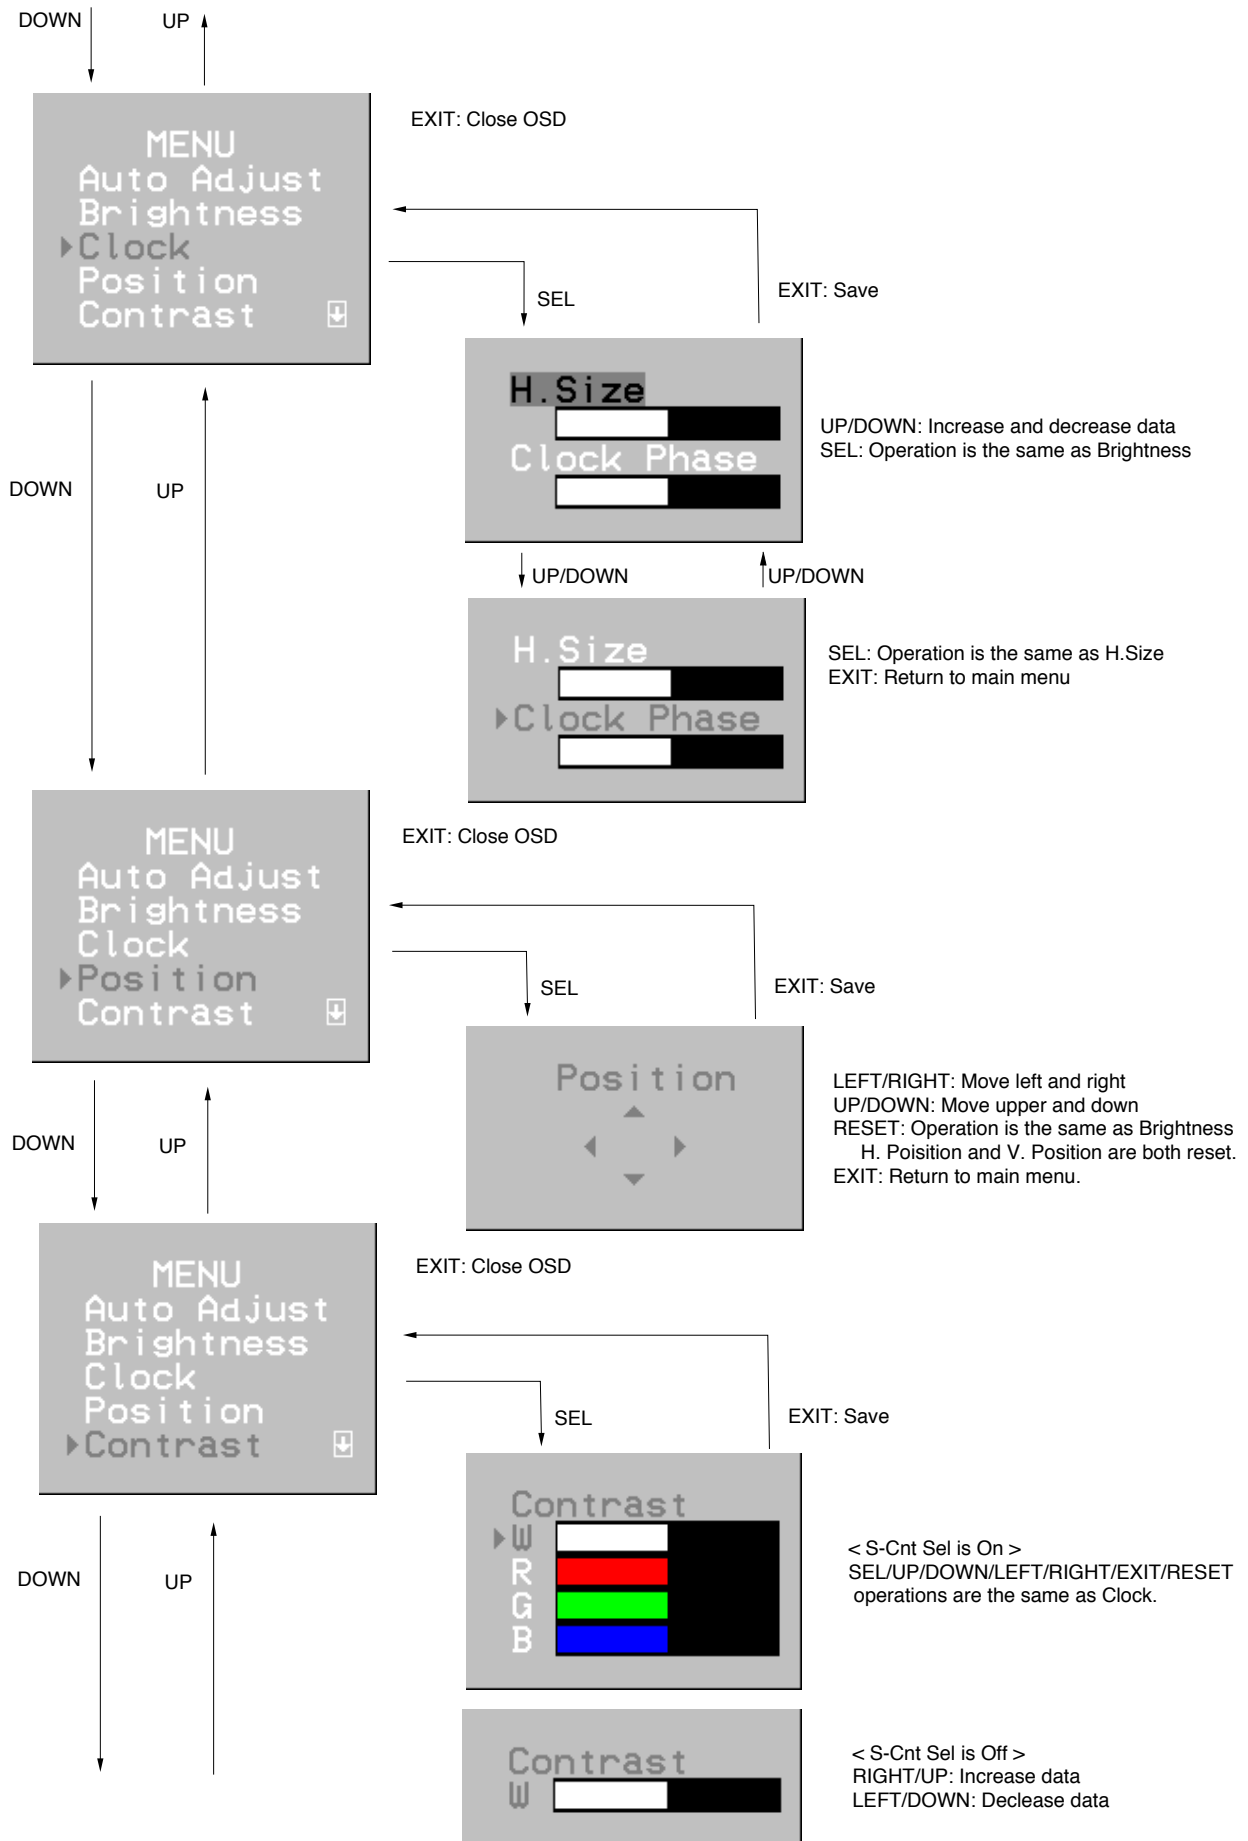 DOWN
UP
MENU
Auto Adjust
Brightness
Clock
Position
Contrast
EXIT: Close OSD
SEL
EXIT: Save
H.Size
Clock Phase
UP/DOWN: Increase and decrease data
SEL: Operation is the same as Brightness
DOWN
UP
UP/DOWN
UP/DOWN
H.Size
Clock Phase
SEL: Operation is the same as H.Size
EXIT: Return to main menu
MENU
Auto Adjust
Brightness
Clock
Position
Contrast
EXIT: Close OSD
SEL
EXIT: Save
Position
LEFT/RIGHT: Move left and right
UP/DOWN: Move upper and down
RESET: Operation is the same as Brightness
H. Poisition and V. Position are both reset.
EXIT: Return to main menu.
DOWN
UP
MENU
Auto Adjust
Brightness
Clock
Position
Contrast
EXIT: Close OSD
SEL
EXIT: Save
Contrast
W
R
G
B
< S-Cnt Sel is On >
SEL/UP/DOWN/LEFT/RIGHT/EXIT/RESET
operations are the same as Clock.
DOWN
UP
Contrast
W
< S-Cnt Sel is Off >
RIGHT/UP: Increase data
LEFT/DOWN: Declease data